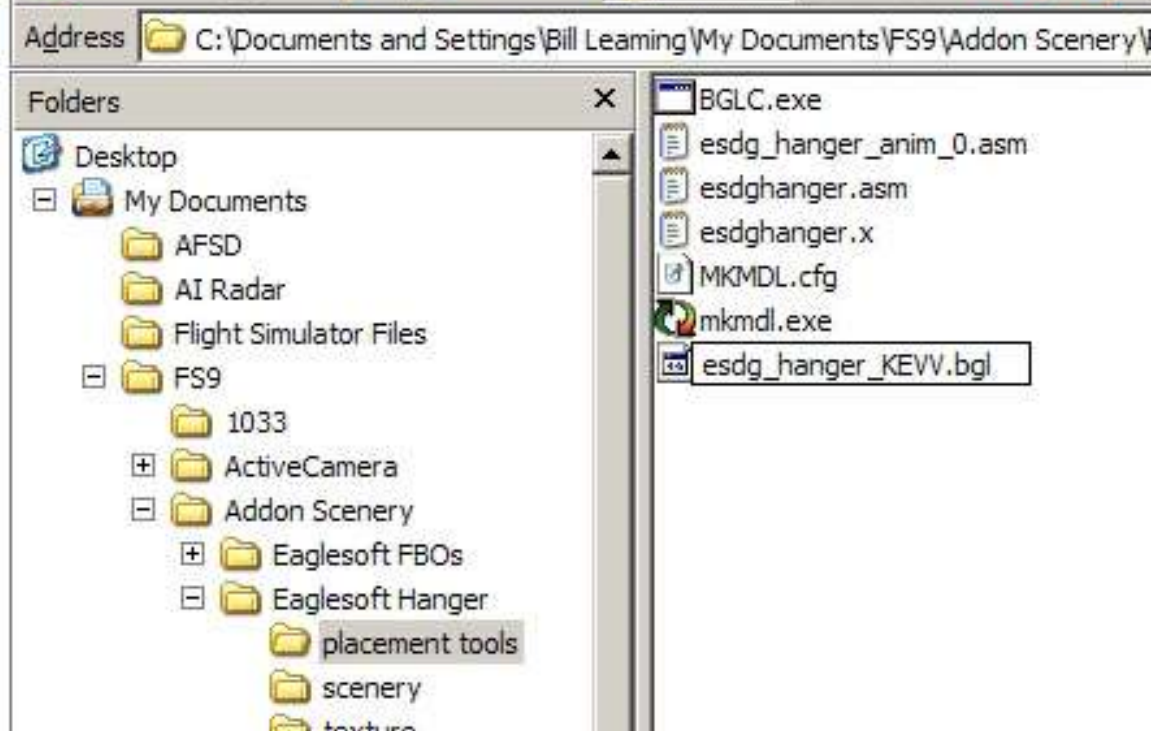 Address C:\Documents and Settings\Bill Leaming\My Documents\FS9\Addon Scenery\
Folders
Desktop
My Documents
AFSD
AI Radar
Flight Simulator Files
FS9
1033
ActiveCamera
Addon Scenery
Eaglesoft FBOs
Eaglesoft Hanger
placement tools
scenery
texture
BGLC.exe
esdg_hanger_anim_0.asm
esdghanger.asm
esdghanger.x
MKMDL.cfg
mkmdl.exe
esdg_hanger_KEVV.bgl